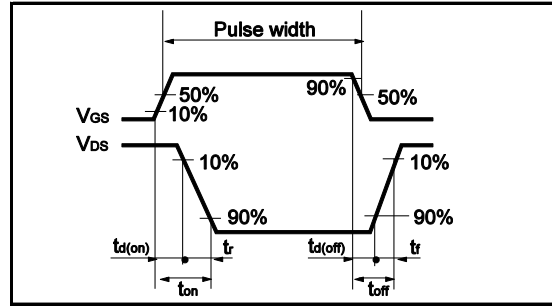 Pulse width
90%
50%
50%
10%
VGS
VDS
10%
10%
90%
90%
td(on)
tr
td(off)
tf
ton
toff